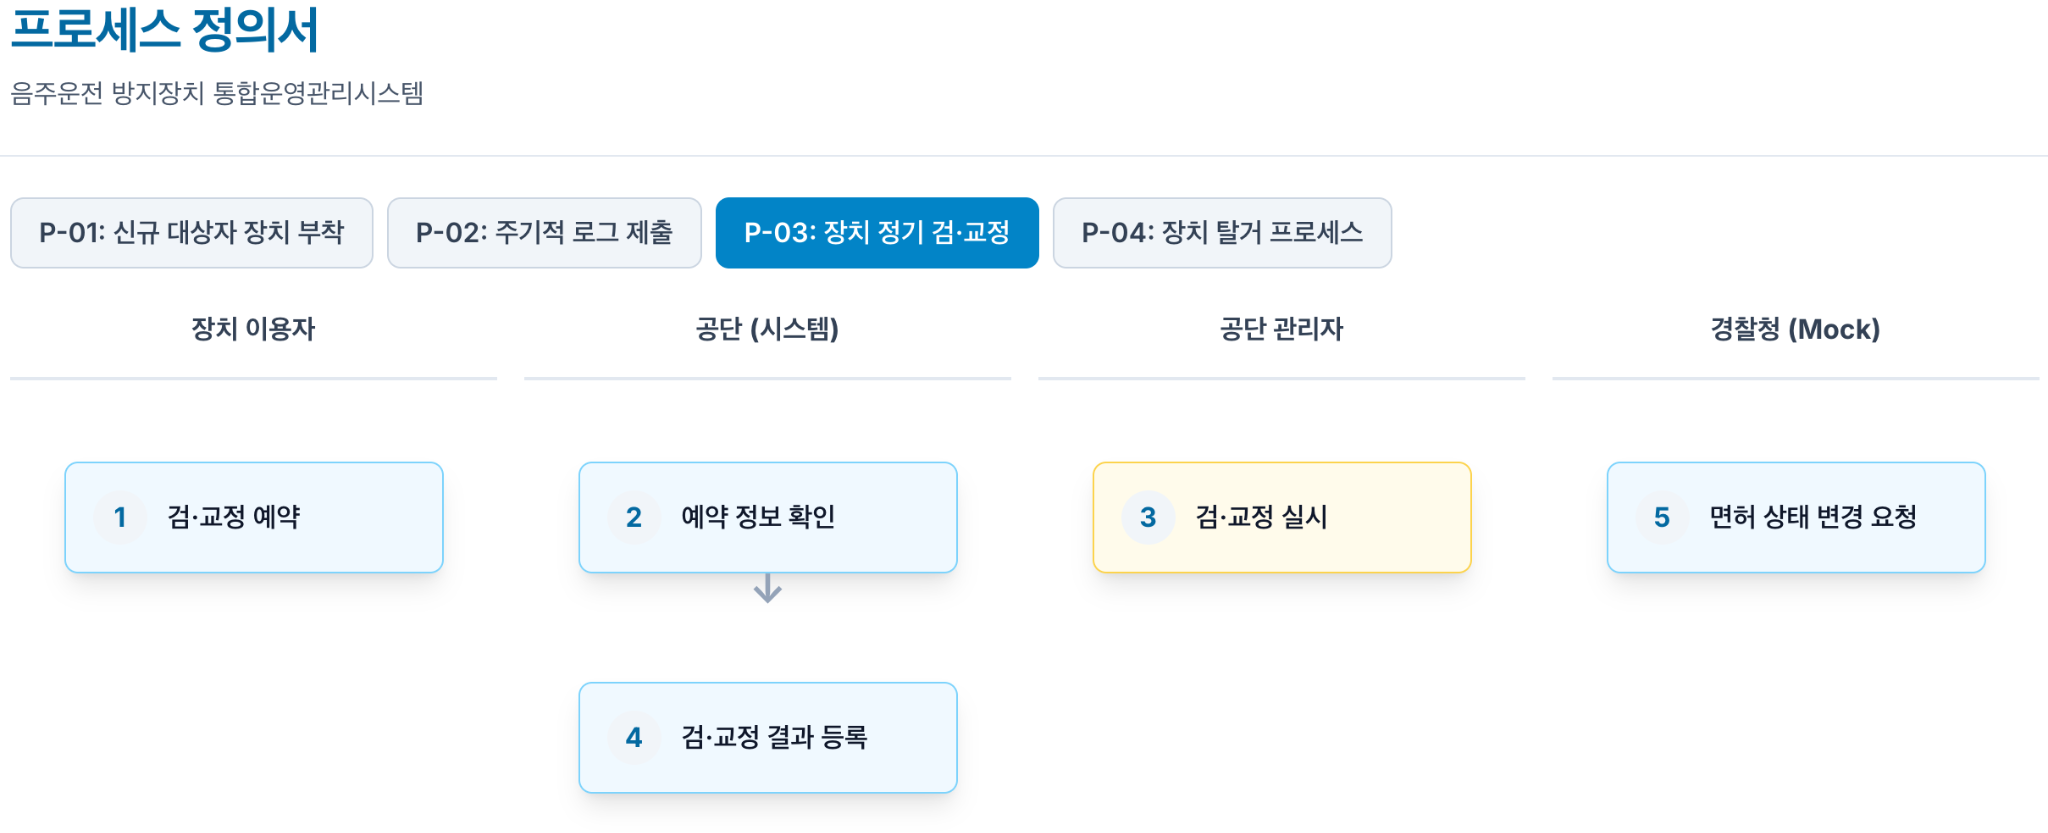 프로세스 정의서
음주운전 방지장치 통합운영관리시스템
P-01: 신규 대상자 장치 부착
P-02: 주기적 로그 제출
P-03: 장치 정기 검·교정
P-04: 장치 탈거 프로세스
장치 이용자
공단 (시스템)
공단 관리자
경찰청 (Mock)
1 검·교정 예약
2 예약 정보 확인
3 검·교정 실시
5 면허 상태 변경 요청
4 검·교정 결과 등록